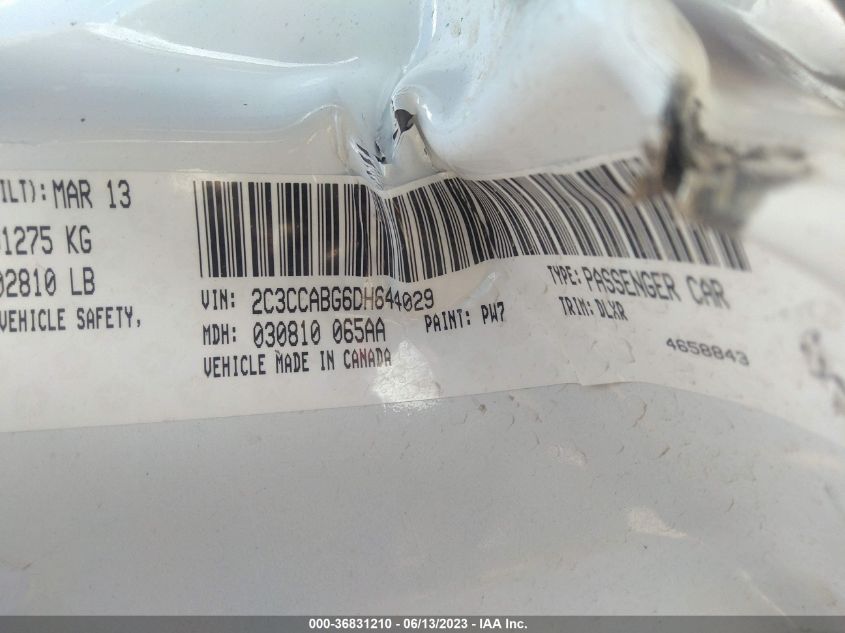 ILT): MAR 13
1275 KG
2810 LB
VEHICLE SAFETY,
VIN: 2C3CCABG6DH644029
TYPE: PASSENGER CAR
MDH: 030810 065AA
PAINT: PW7
TRIM: DLXR
VEHICLE MADE IN CANADA
4658843
000-36831210 - 06/13/2023 - IAA Inc.